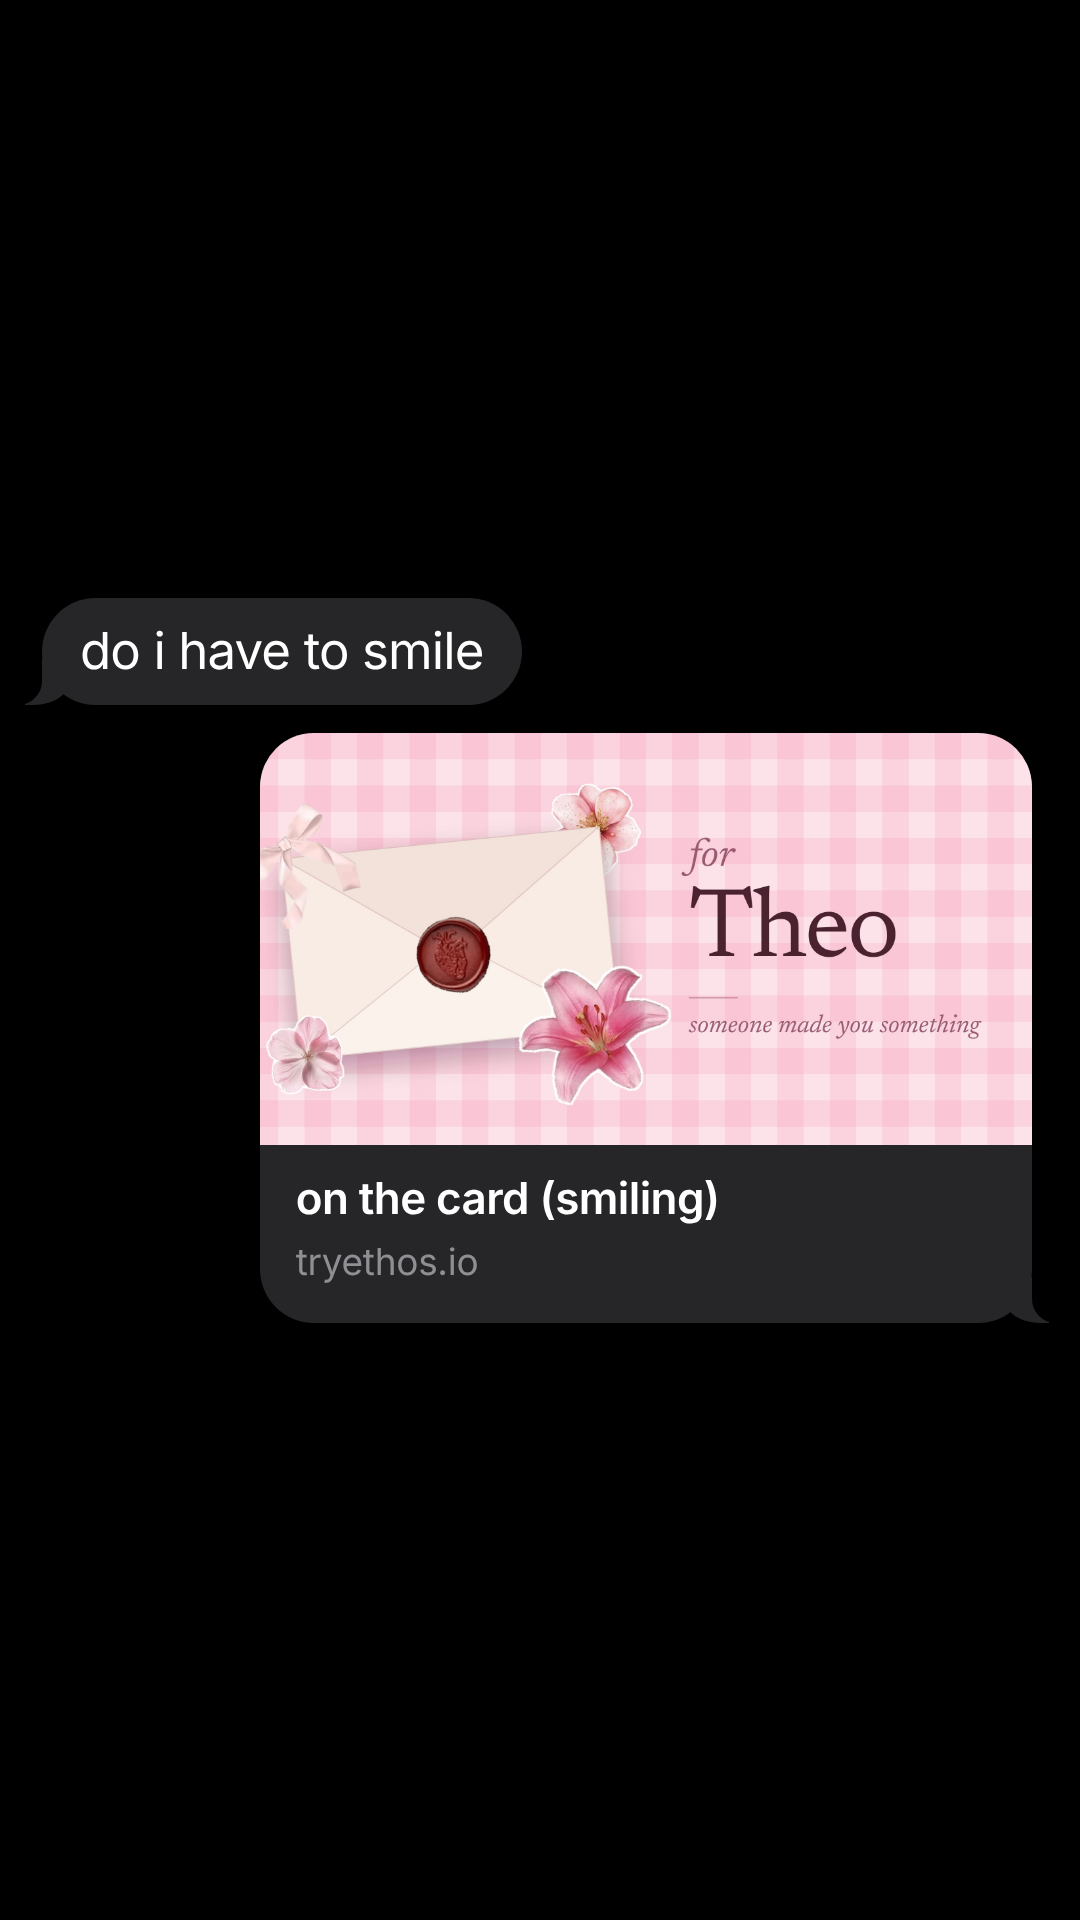 do i have to smile
for
Theo
someone made you something
on the card (smiling)
tryethos.io